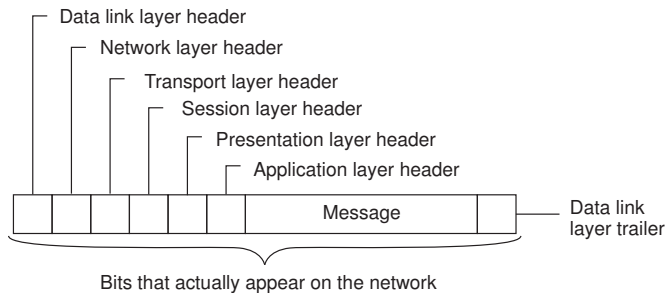 Data link layer header
Network layer header
Transport layer header
Session layer header
Presentation layer header
Application layer header
Message
Data link
layer trailer
Bits that actually appear on the network